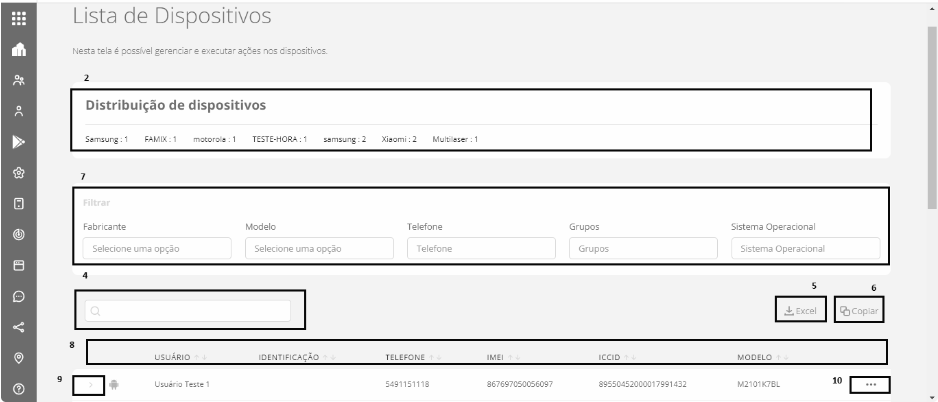 Lista de Dispositivos
Nesta tela é possível gerenciar e executar ações nos dispositivos.
2
Distribuição de dispositivos
Samsung : 1 FAMIX : 1 motorola : 1 TESTE-HORA : 1 samsung : 2 Xiaomi : 2 Multilaser : 1
7
Filtrar
Fabricante Modelo Telefone Grupos Sistema Operacional
Selecione uma opção Selecione uma opção Telefone Grupos Sistema Operacional
4 5 6
Excel Copiar
8
USUÁRIO IDENTIFICAÇÃO TELEFONE IMEI ICCID MODELO
9 Usuário Teste 1 5491151118 867697050056097 89550452000017991432 M2101K7BL 10